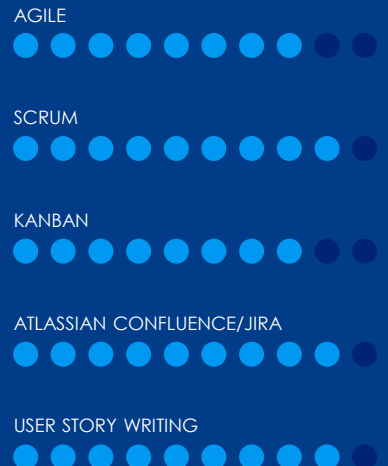 AGILE
SCRUM
KANBAN
ATLASSIAN CONFLUENCE/JIRA
USER STORY WRITING